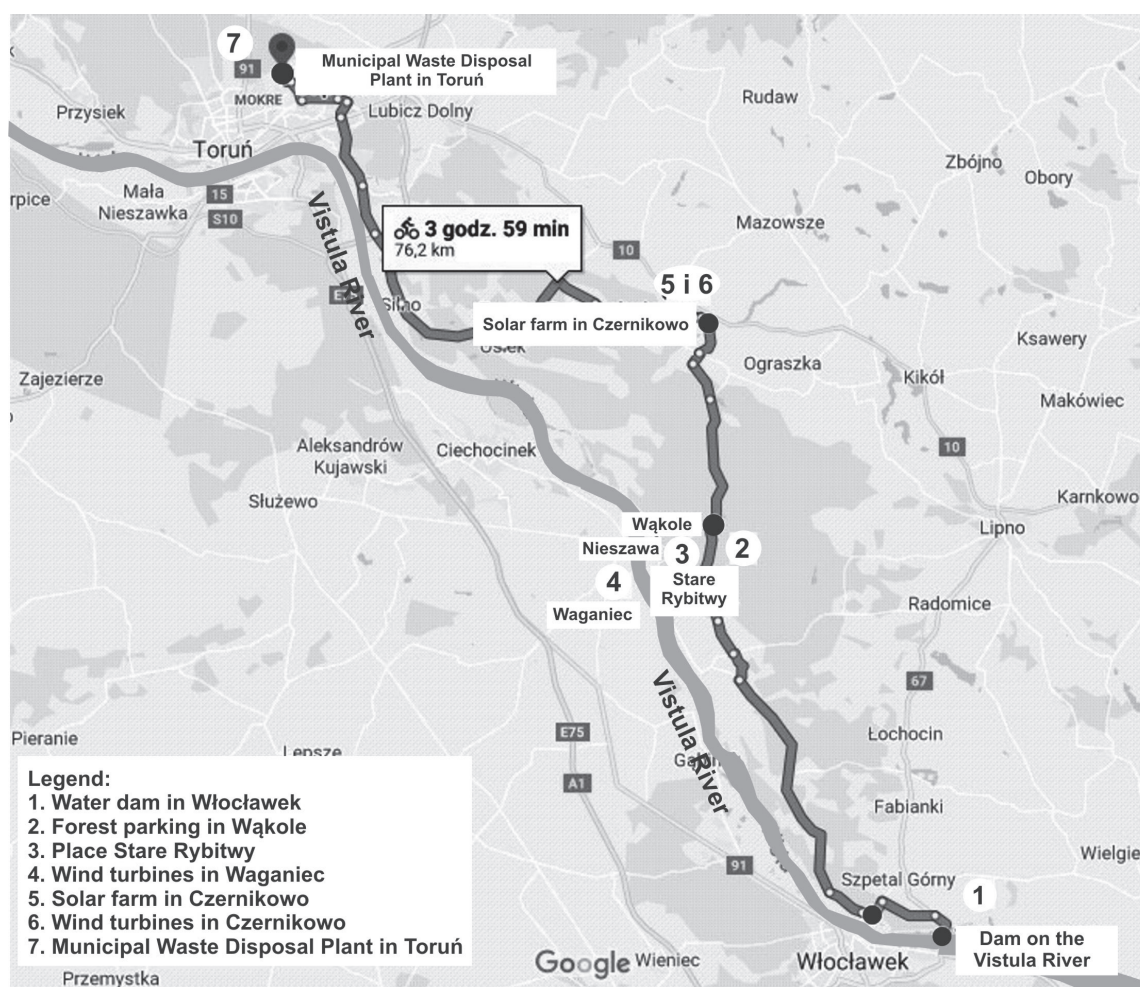 7
91
Municipal Waste Disposal
Plant in Toruń
MOKRE
Przysiek
Lubicz Dolny
Rudaw
Toruń
Zbójno
Obory
rpice
Mała
Nieszawka
15
S10
Vistula River
3 godz. 59 min
76,2 km
Mazowsze
10
5 i 6
Silno
Solar farm in Czernikowo
Osiek
Ograszka
Ksawery
Kikół
Zajezierze
Makówiec
Aleksandrów
Kujawski
Ciechocinek
10
Służewo
Karnkowo
Lipno
Wąkole
Nieszawa
3
2
4
Stare
Rybitwy
Waganiec
Radomice
67
Vistula River
E75
Pieranie
Łochocin
Lepsze
A1
Legend:
1. Water dam in Włocławek
2. Forest parking in Wąkole
3. Place Stare Rybitwy
4. Wind turbines in Waganiec
5. Solar farm in Czernikowo
6. Wind turbines in Czernikowo
7. Municipal Waste Disposal Plant in Toruń
Fabianki
91
Wielgie
Szpetal Górny
1
Dam on the
Vistula River
Google
Wieniec
Włocławek
Przemystka